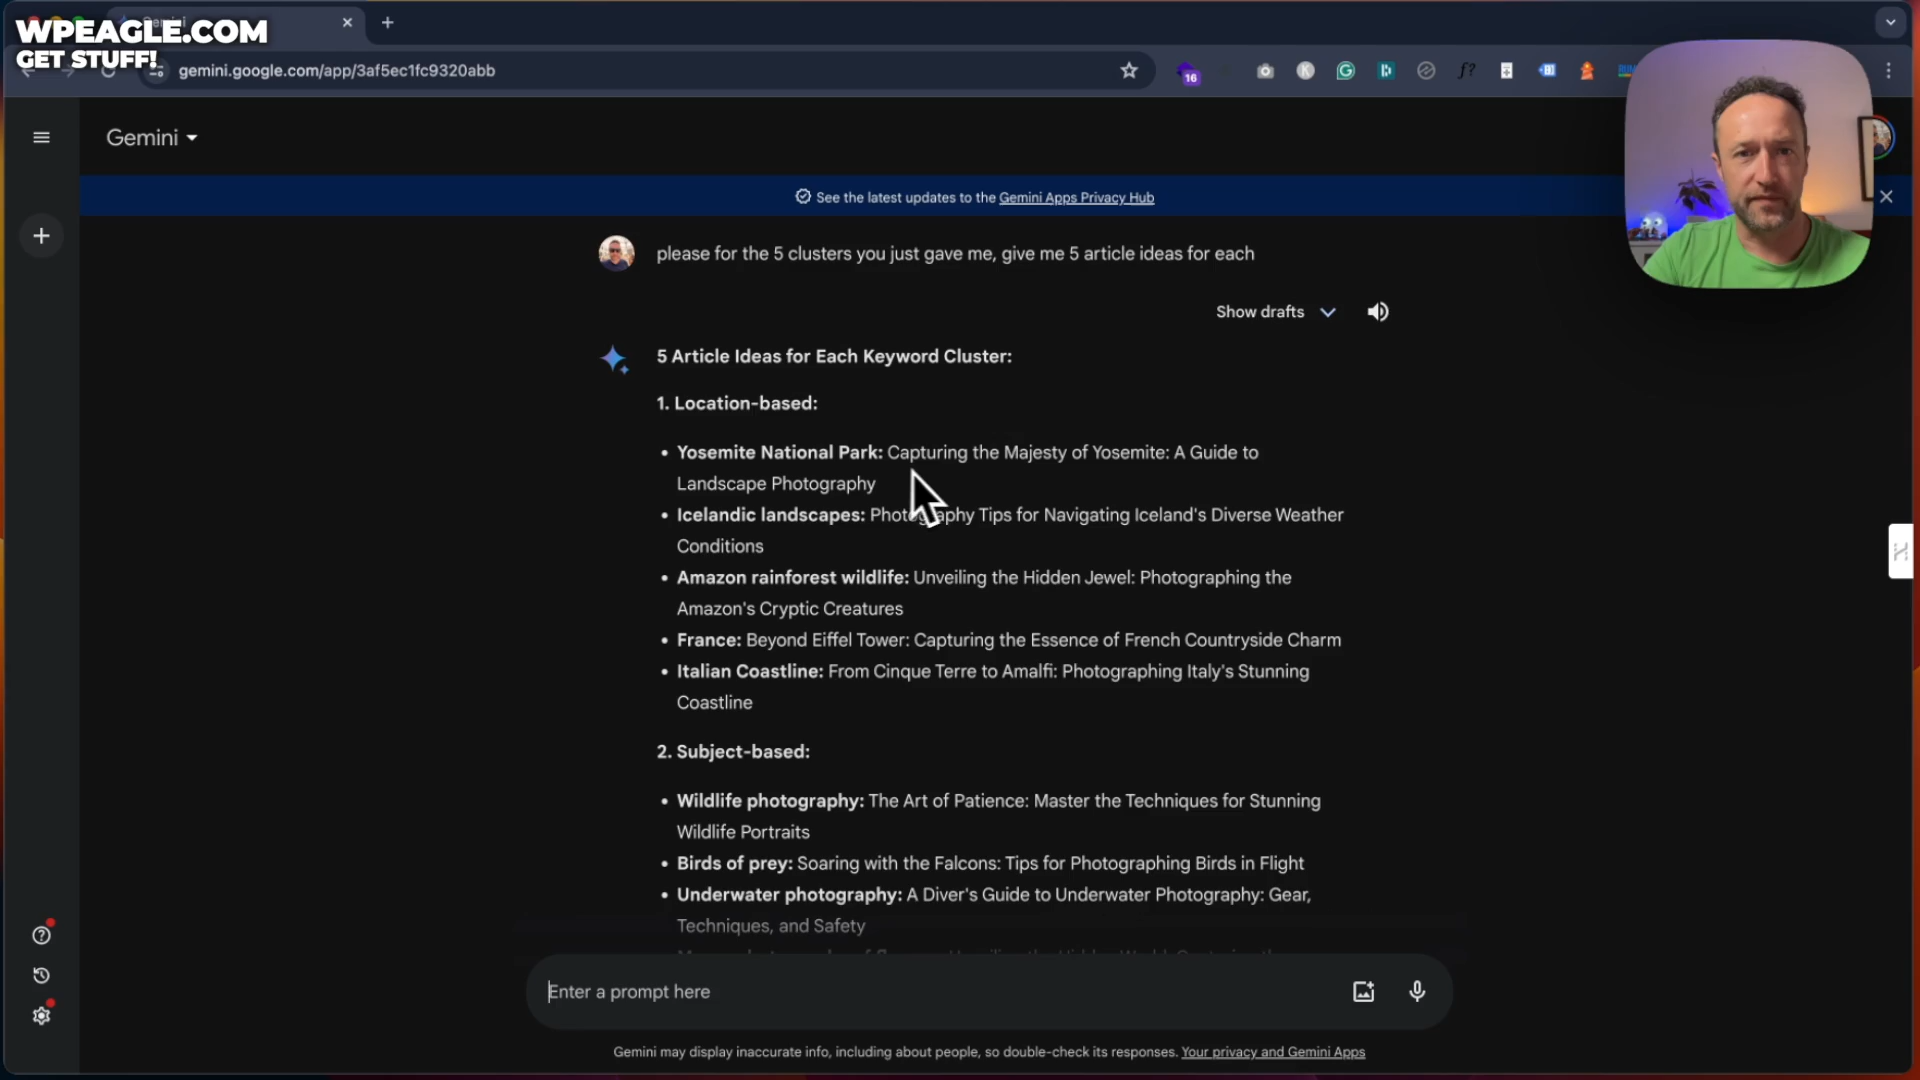 WPEAGLE.COM
GET STUFF!
gemini.google.com/app/3af5ec1fc9320abb
16
f?
Gemini
See the latest updates to the Gemini Apps Privacy Hub
please for the 5 clusters you just gave me, give me 5 article ideas for each
Show drafts
5 Article Ideas for Each Keyword Cluster:
1. Location-based:
• Yosemite National Park: Capturing the Majesty of Yosemite: A Guide to
Landscape Photography
• Icelandic landscapes: Photography Tips for Navigating Iceland's Diverse Weather
Conditions
• Amazon rainforest wildlife: Unveiling the Hidden Jewel: Photographing the
Amazon's Cryptic Creatures
• France: Beyond Eiffel Tower: Capturing the Essence of French Countryside Charm
• Italian Coastline: From Cinque Terre to Amalfi: Photographing Italy's Stunning
Coastline
2. Subject-based:
• Wildlife photography: The Art of Patience: Master the Techniques for Stunning
Wildlife Portraits
• Birds of prey: Soaring with the Falcons: Tips for Photographing Birds in Flight
• Underwater photography: A Diver's Guide to Underwater Photography: Gear,
Techniques, and Safety
Enter a prompt here
Gemini may display inaccurate info, including about people, so double-check its responses. Your privacy and Gemini Apps